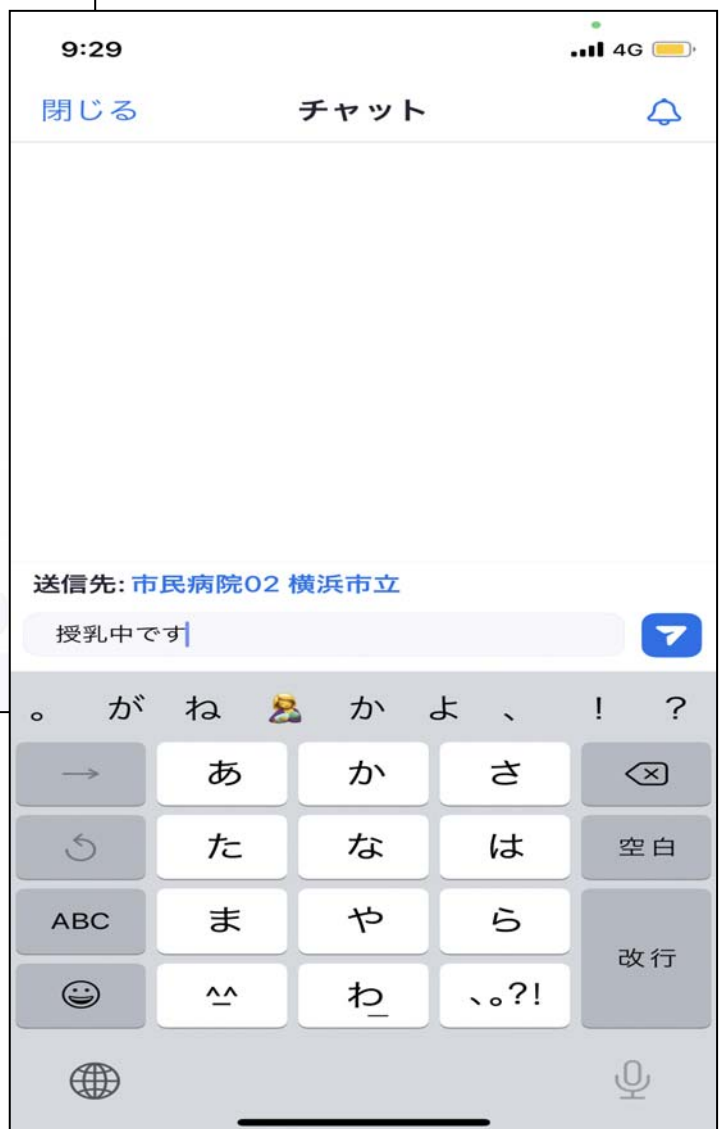 9:29 4G
閉じる チャット
送信先: 市民病院02 横浜市立
授乳中です
。 が ね か よ 、 ! ?
→ あ か さ
た な は 空白
ABC ま や ら
改行
^^ わ_ 、。?!